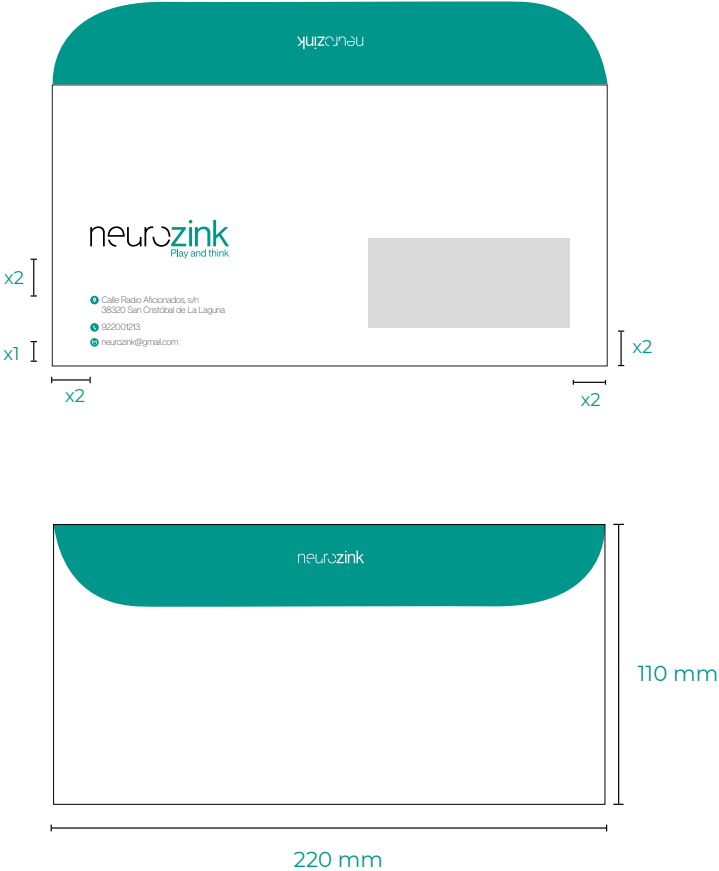 neurozink
neurozink
Play and think
x2
Calle Radio Aficionados, s/n
38320 San Cristóbal de La Laguna
922001213
neurozink@gmail.com
x1
x2
x2
x2
neurozink
110 mm
220 mm